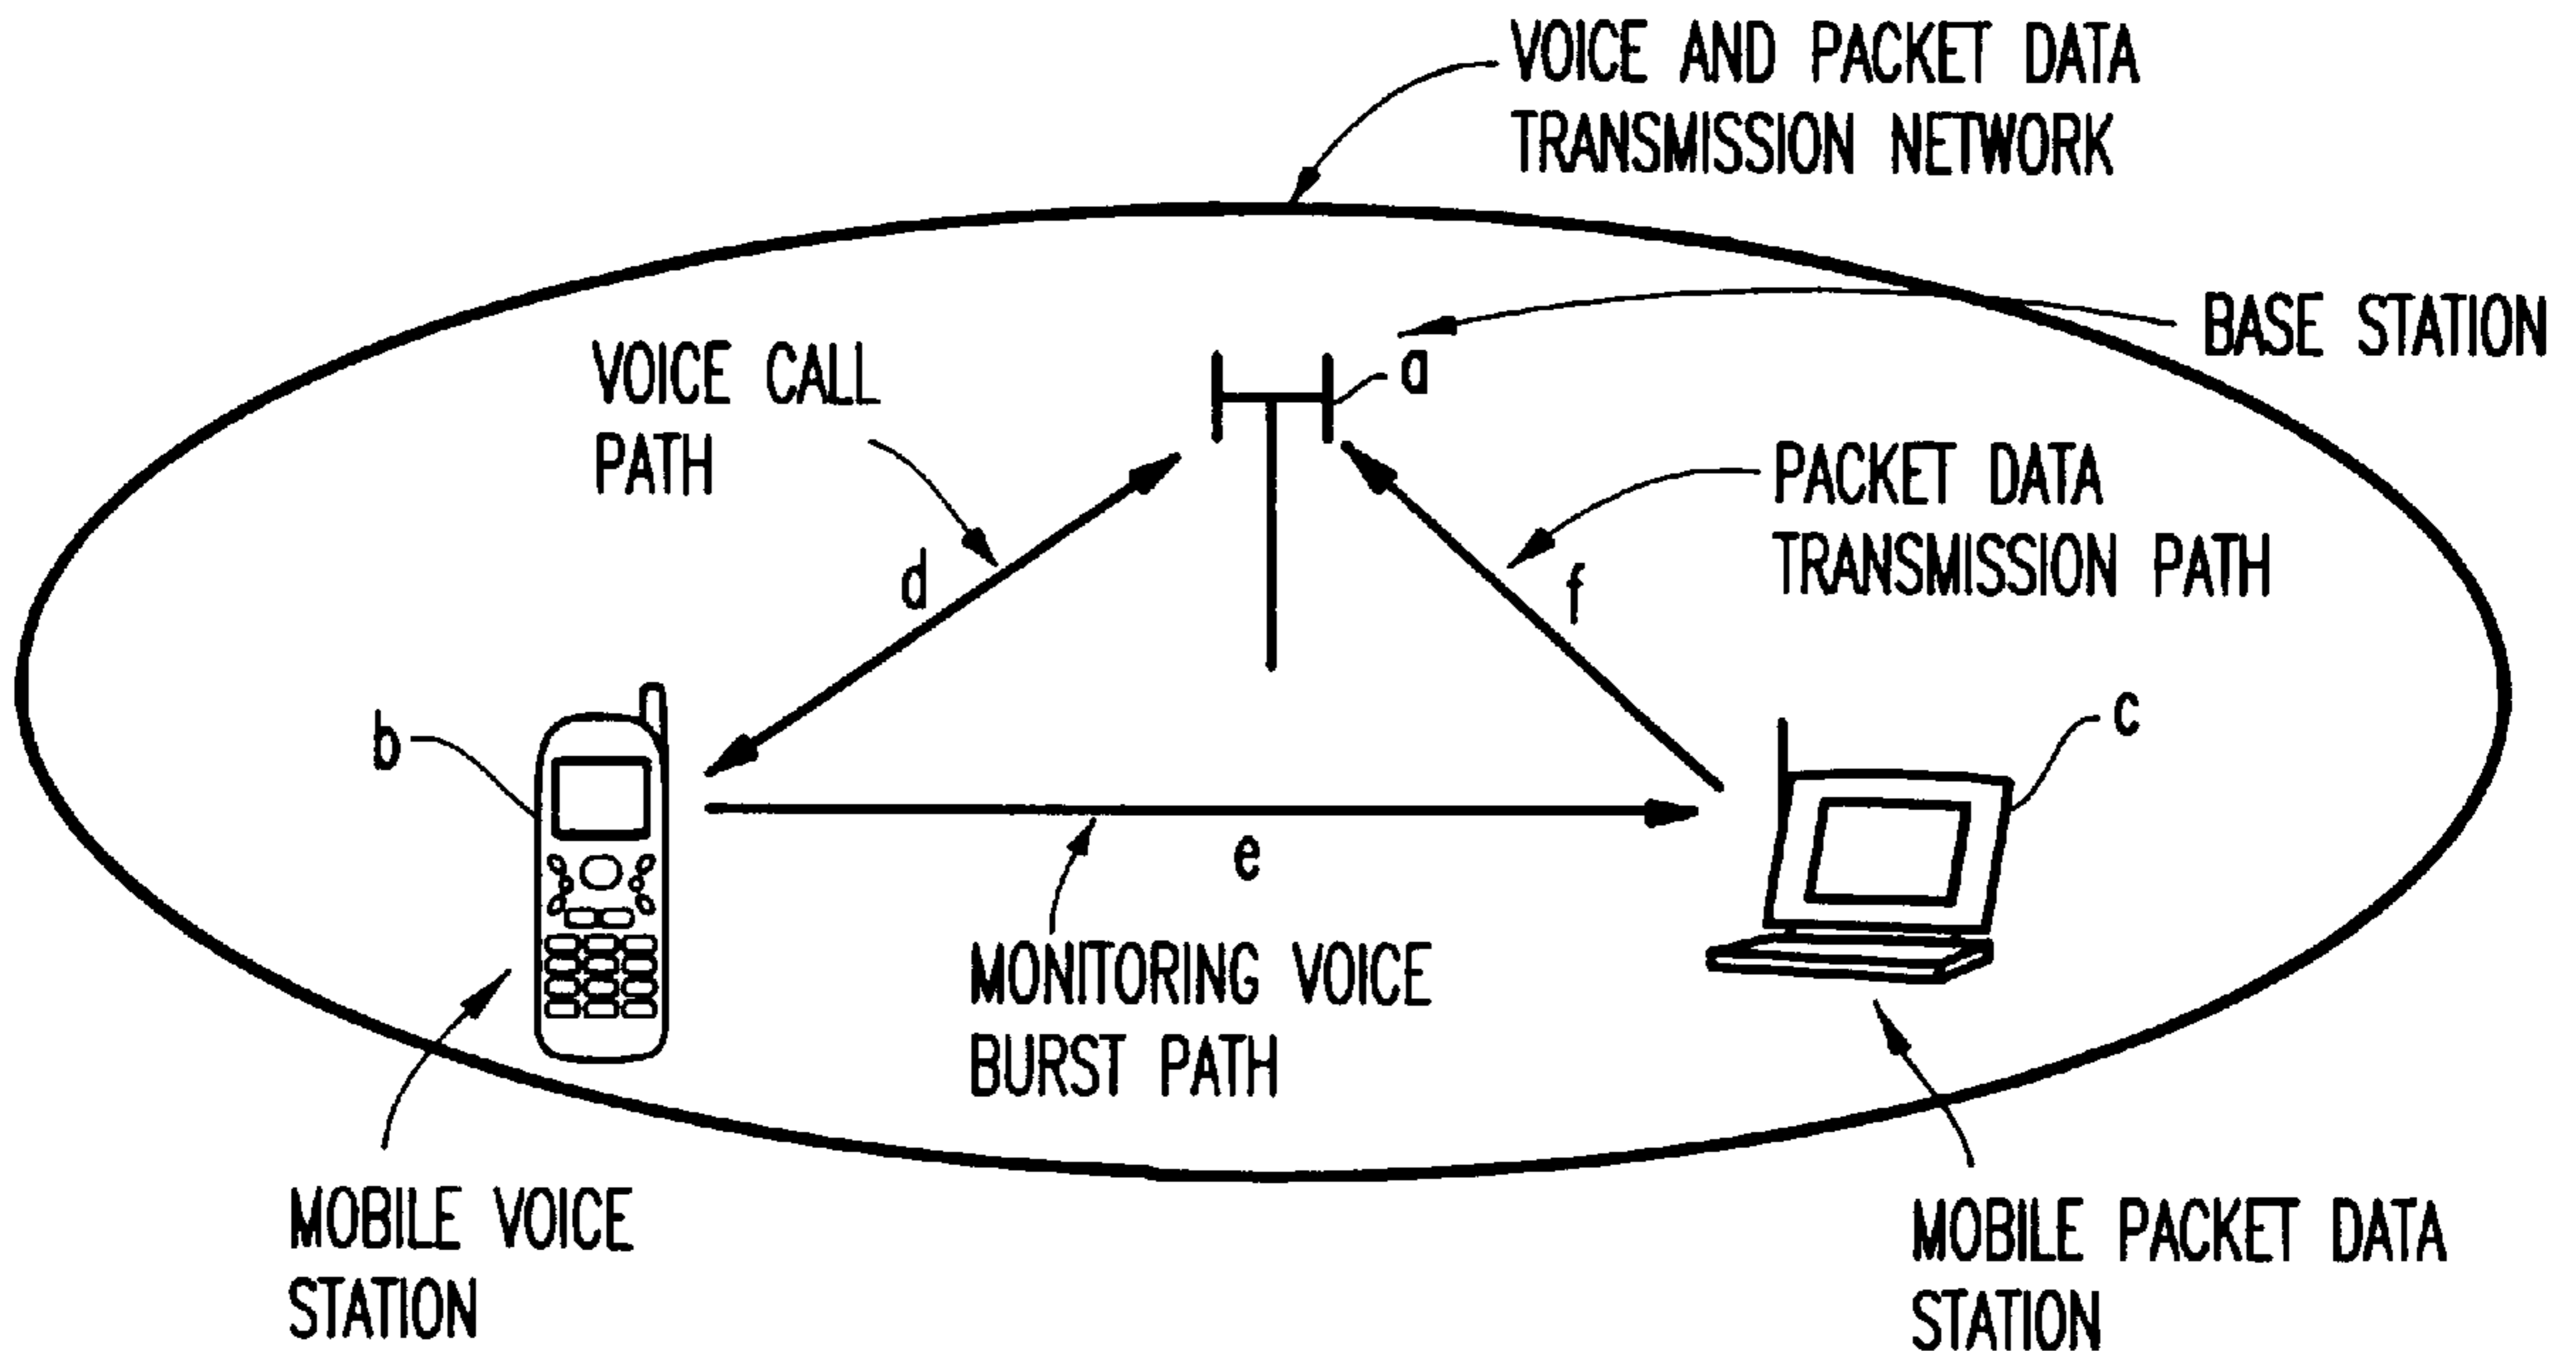 VOICE AND PACKET DATA
TRANSMISSION NETWORK
BASE STATION
VOICE CALL
PATH
a
PACKET DATA
TRANSMISSION PATH
d
f
b
c
e
MONITORING VOICE
BURST PATH
MOBILE VOICE
STATION
MOBILE PACKET DATA
STATION